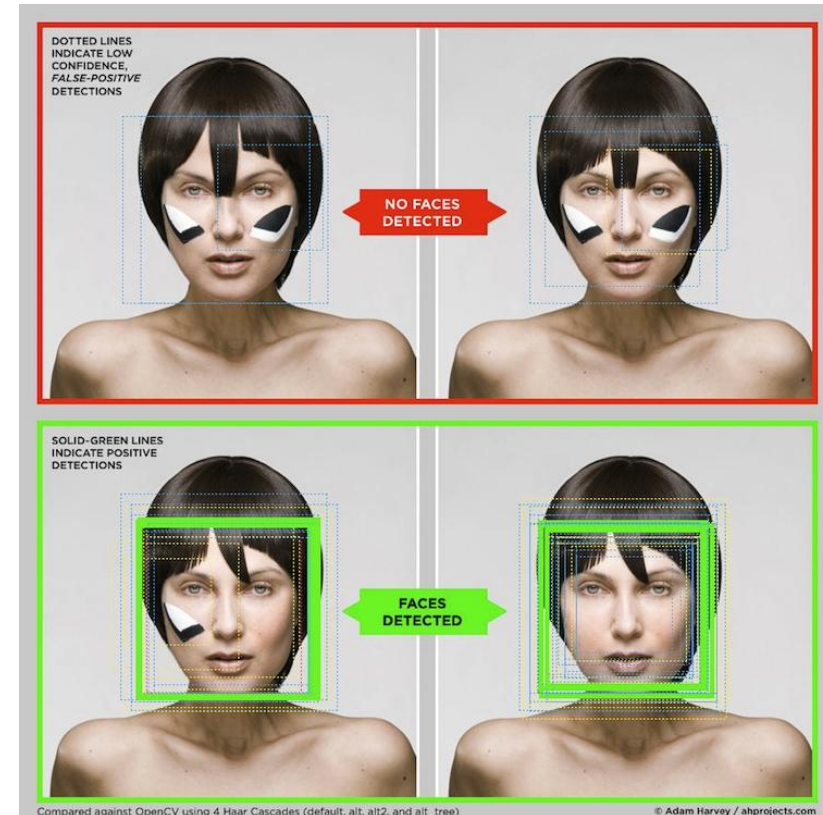 DOTTED LINES
INDICATE LOW
CONFIDENCE,
FALSE-POSITIVE
DETECTIONS
NO FACES
DETECTED
SOLID-GREEN LINES
INDICATE POSITIVE
DETECTIONS
FACES
DETECTED
Compared against OpenCV using 4 Haar Cascades (default, alt, alt2, and alt_tree)
© Adam Harvey / ahprojects.com